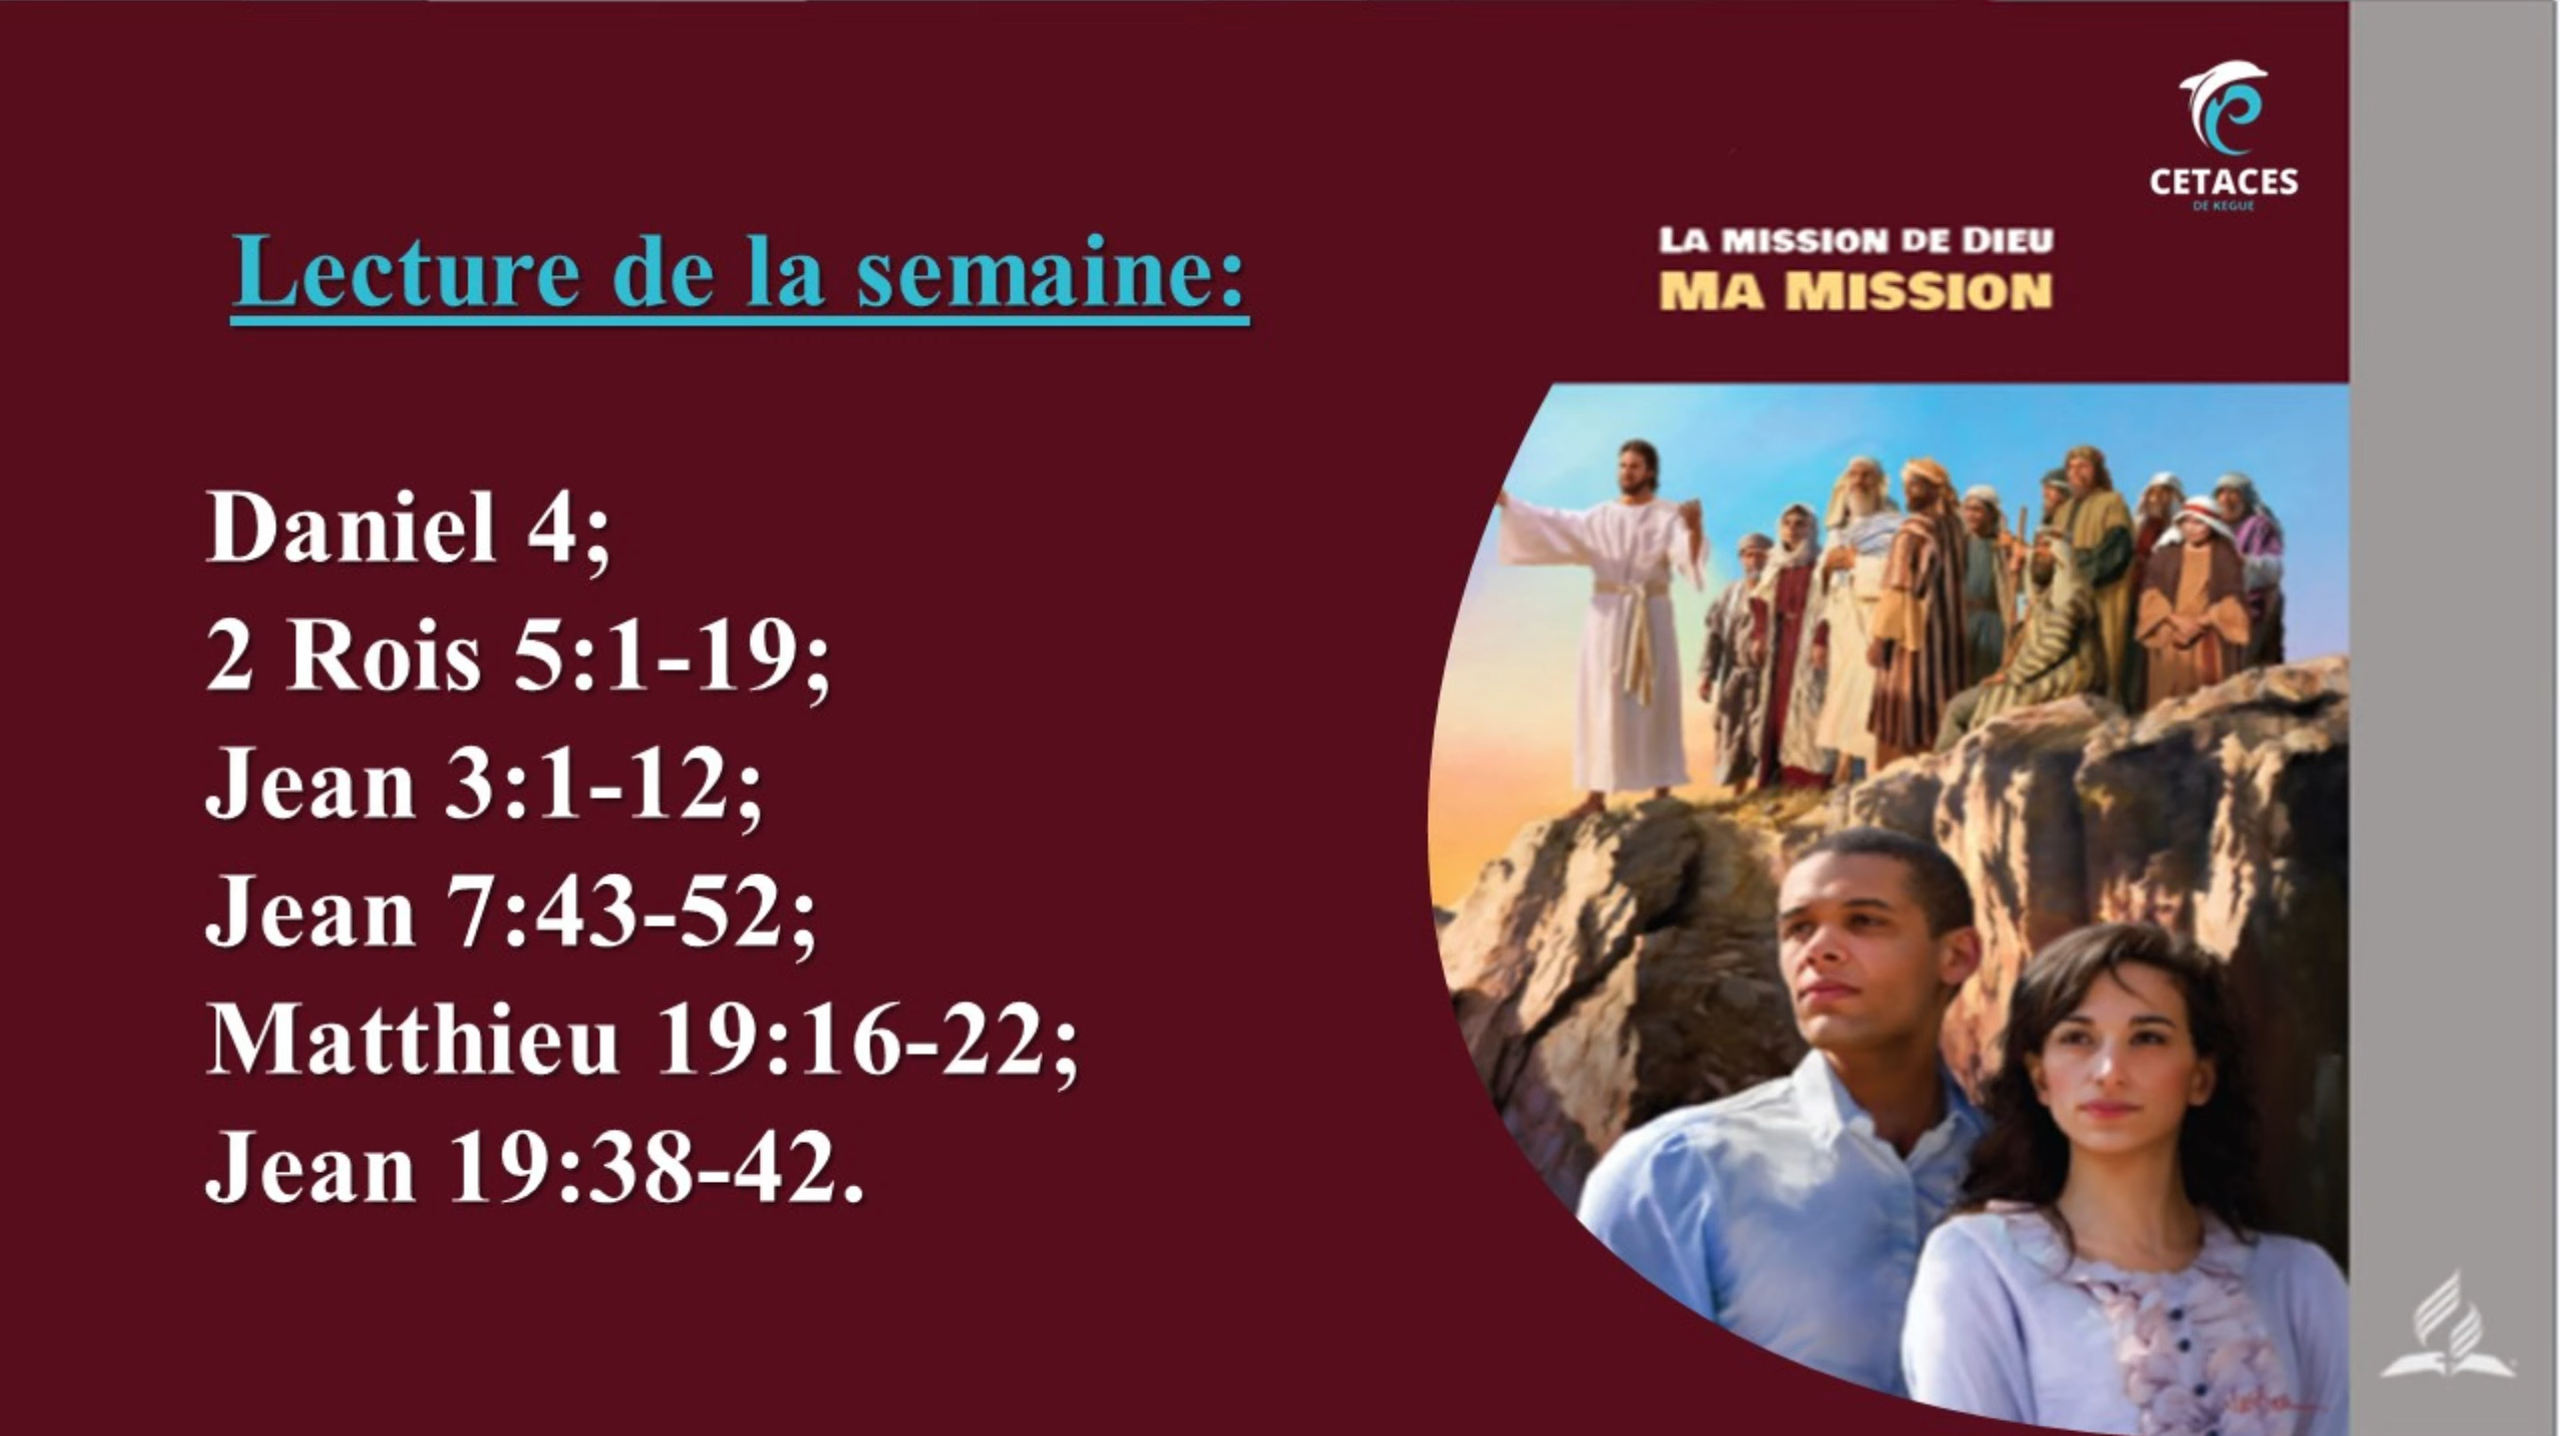 CETACES
DE KEGUE
LA MISSION DE DIEU
MA MISSION
Lecture de la semaine:
Daniel 4;
2 Rois 5:1-19;
Jean 3:1-12;
Jean 7:43-52;
Matthieu 19:16-22;
Jean 19:38-42.